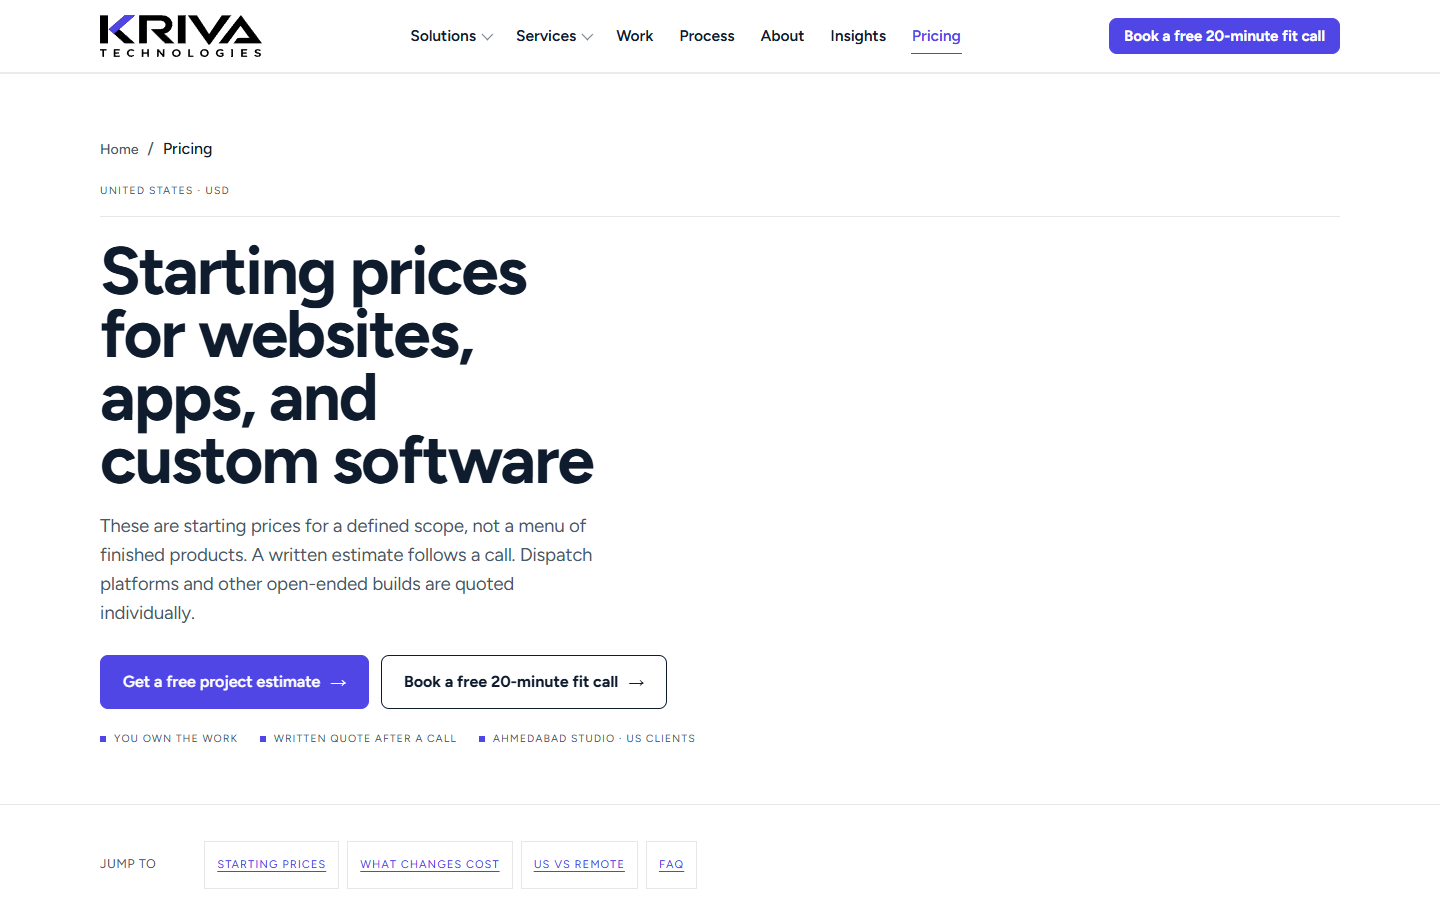 KRIVA
TECHNOLOGIES
Solutions Services Work Process About Insights Pricing
Book a free 20-minute fit call
Home / Pricing
UNITED STATES · USD
Starting prices
for websites,
apps, and
custom software
These are starting prices for a defined scope, not a menu of
finished products. A written estimate follows a call. Dispatch
platforms and other open-ended builds are quoted
individually.
Get a free project estimate →
Book a free 20-minute fit call →
YOU OWN THE WORK
WRITTEN QUOTE AFTER A CALL
AHMEDABAD STUDIO · US CLIENTS
JUMP TO
STARTING PRICES
WHAT CHANGES COST
US VS REMOTE
FAQ